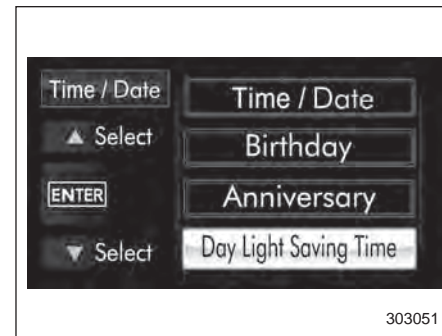 Time / Date
▲ Select
ENTER
▼ Select
Time / Date
Birthday
Anniversary
Day Light Saving Time
303051